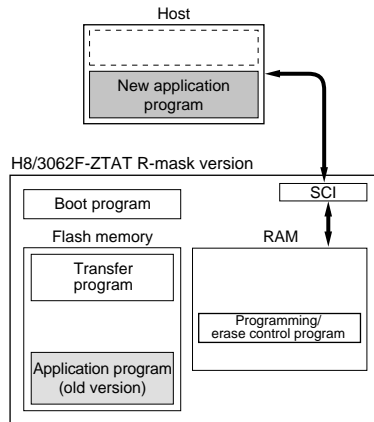 Host
New application
program
H8/3062F-ZTAT R-mask version
SCI
Boot program
Flash memory
RAM
Transfer
program
Programming/
erase control program
Application program
(old version)